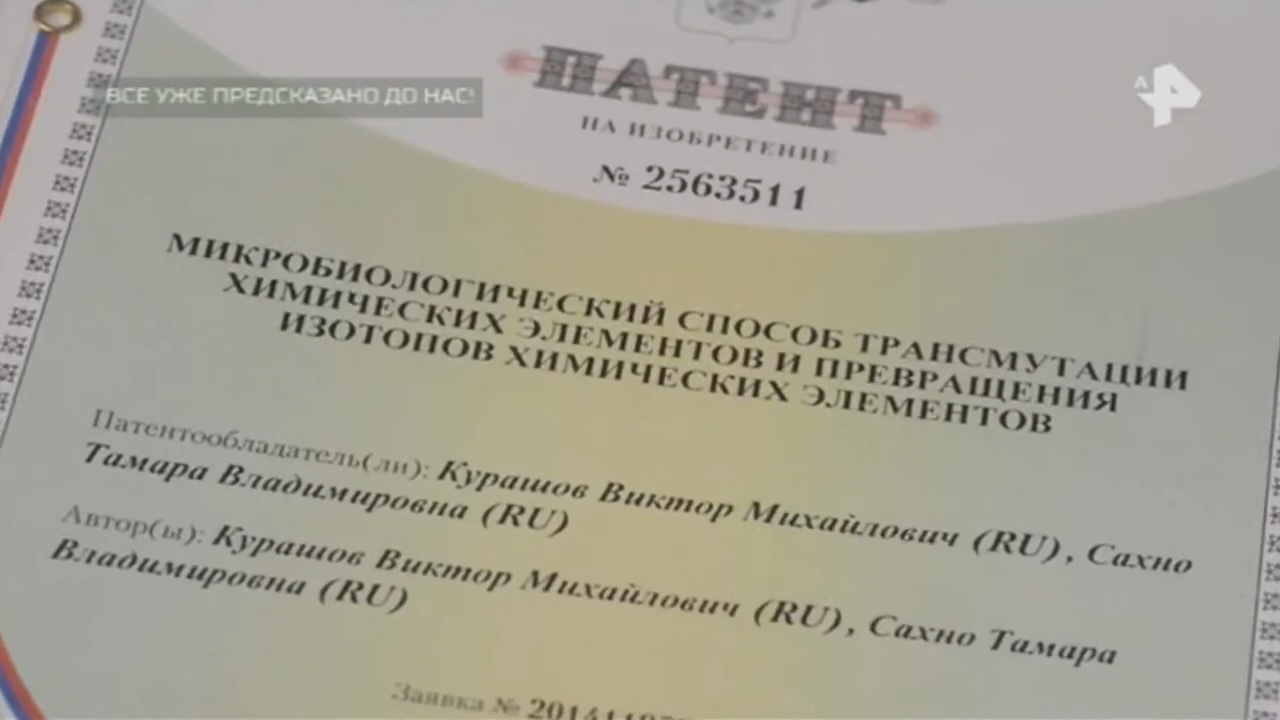 ВСЕ УЖЕ ПРЕДСКАЗАНО ДО НАС!
ПАТЕНТ
НА ИЗОБРЕТЕНИЕ
№ 2563511
МИКРОБИОЛОГИЧЕСКИЙ СПОСОБ ТРАНСМУТАЦИИ
ХИМИЧЕСКИХ ЭЛЕМЕНТОВ И ПРЕВРАЩЕНИЯ
ИЗОТОПОВ ХИМИЧЕСКИХ ЭЛЕМЕНТОВ
Патентообладатель(ли): Курашов Виктор Михайлович (RU), Сахно
Тамара Владимировна (RU)
Автор(ы): Курашов Виктор Михайлович (RU), Сахно Тамара
Владимировна (RU)
Заявка №